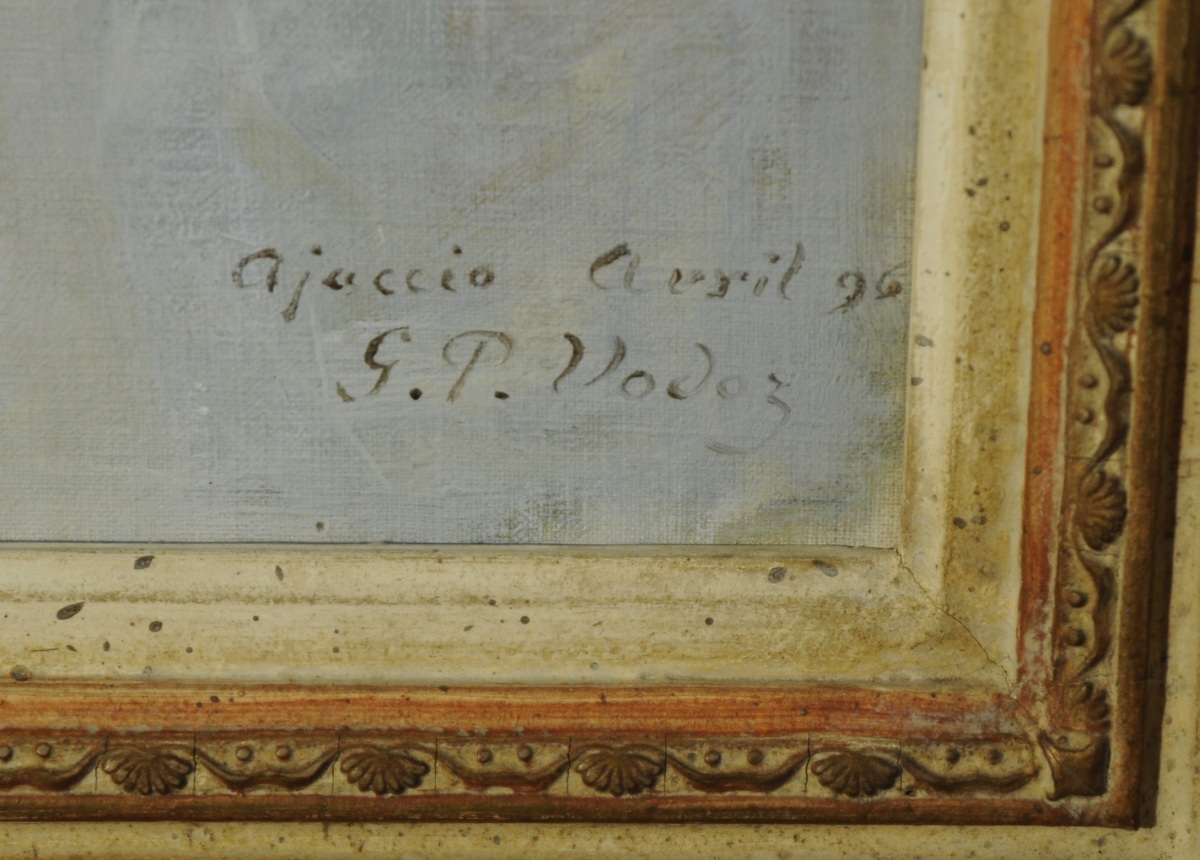 Ajaccio Avril 96
G. P. Vodoz